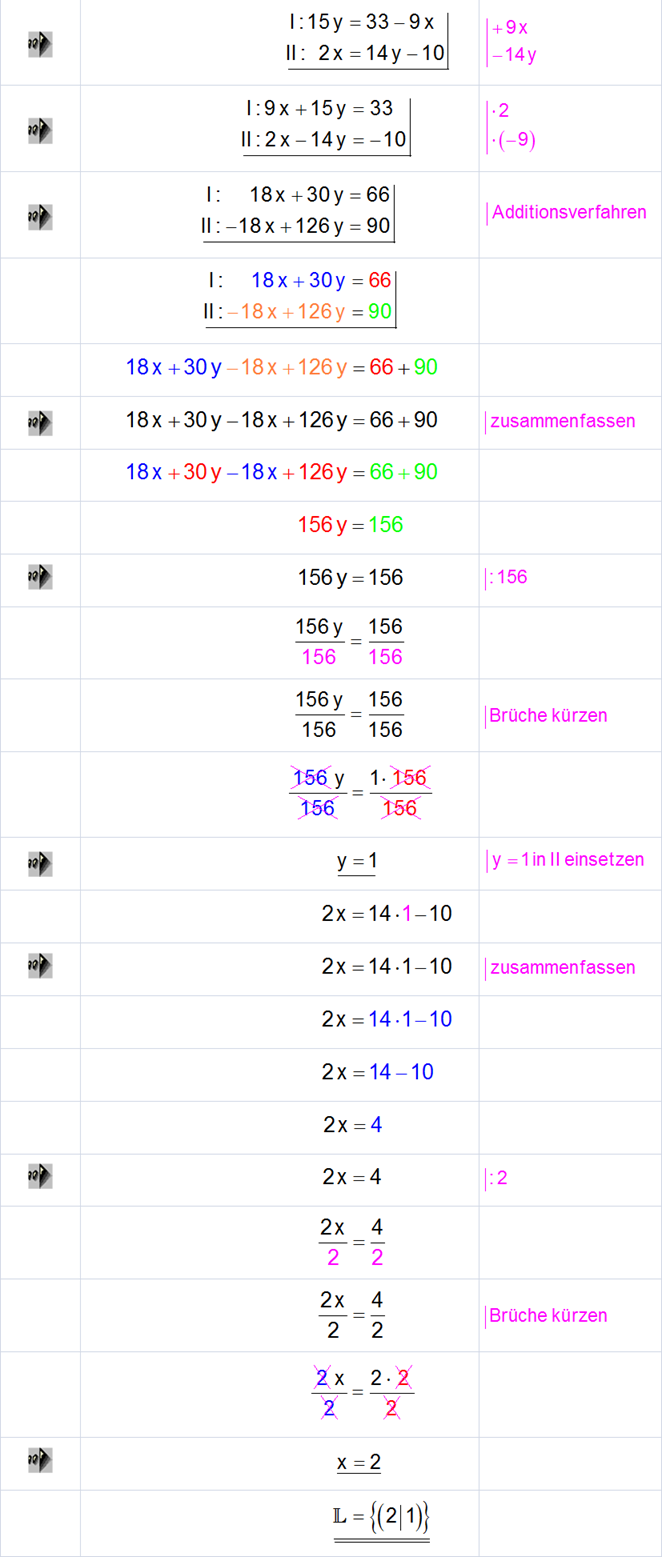 I: 15y = 33 − 9x |+9x
II: 2x = 14y − 10 |−14y
I: 9x + 15y = 33 |·2
II: 2x − 14y = −10 |·(−9)
I: 18x + 30y = 66 |Additionsverfahren
II: −18x + 126y = 90
I: 18x + 30y = 66
II: −18x + 126y = 90
18x + 30y − 18x + 126y = 66 + 90
18x + 30y − 18x + 126y = 66 + 90 |zusammenfassen
18x + 30y − 18x + 126y = 66 + 90
156y = 156
156y = 156 |: 156
156y/156 = 156/156
156y/156 = 156/156 |Brüche kürzen
156 y/156 = 1·156/156
y = 1 |y = 1 in II einsetzen
2x = 14·1 − 10
2x = 14·1 − 10 |zusammenfassen
2x = 14·1 − 10
2x = 14 − 10
2x = 4
2x = 4 |: 2
2x/2 = 4/2
2x/2 = 4/2 |Brüche kürzen
2 x/2 = 2·2/2
x = 2
𝕃 = {(2|1)}